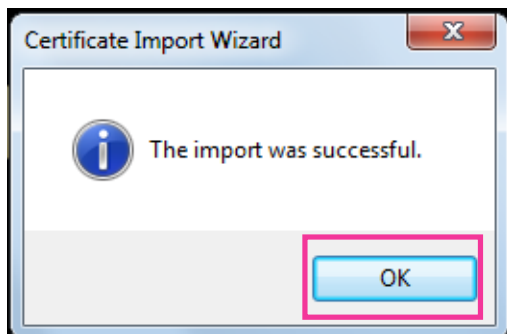 Certificate Import Wizard
The import was successful.
OK